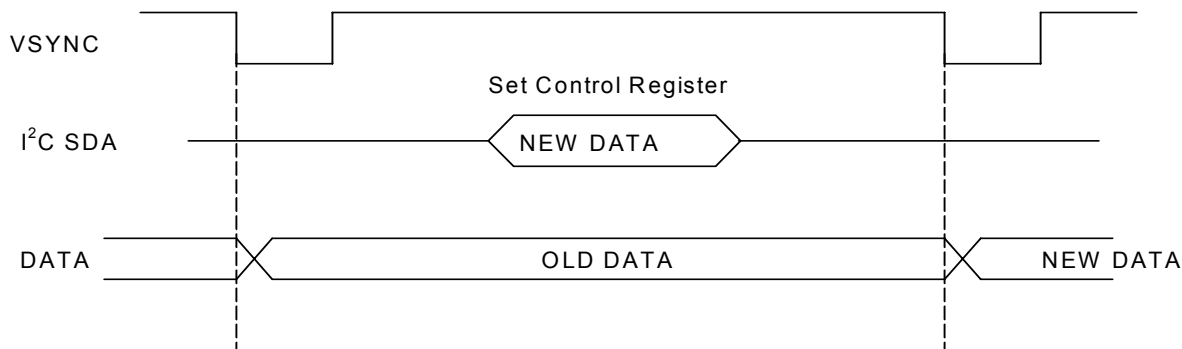 VSYNC
Set Control Register
I²C SDA
NEW DATA
DATA
OLD DATA
NEW DATA